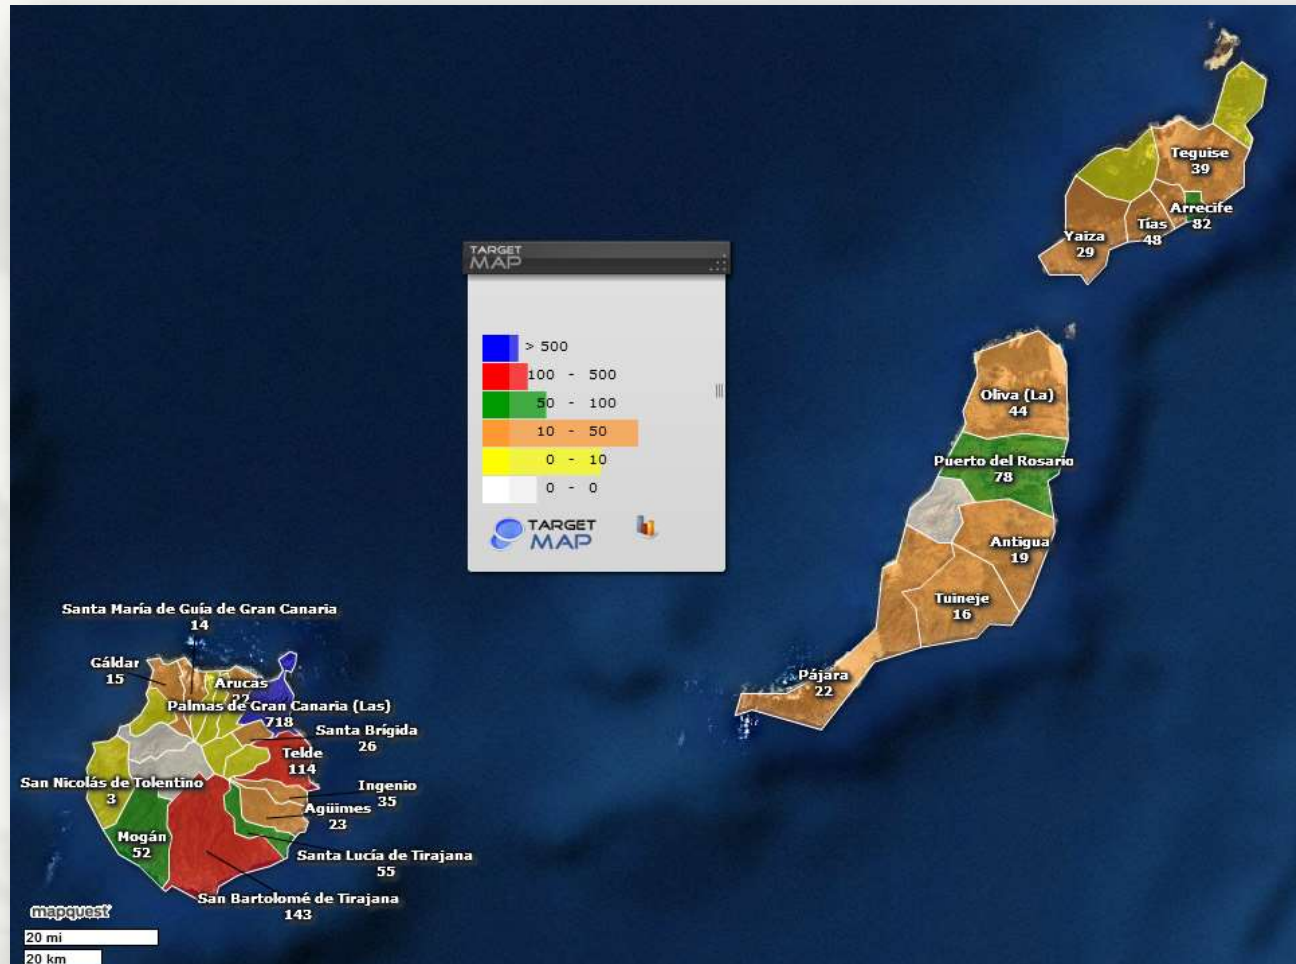 Teguise
39
Arrecife
82
Tías
48
Yaiza
29
TARGET
MAP
> 500
100 - 500
50 - 100
10 - 50
0 - 10
0 - 0
TARGET
MAP
Oliva (La)
44
Puerto del Rosario
78
Antigua
19
Tuineje
16
Pájara
22
Santa María de Guía de Gran Canaria
14
Gáldar
15
Arucas
22
Palmas de Gran Canaria (Las)
718
Santa Brígida
26
Telde
114
San Nicolás de Tolentino
3
Ingenio
35
Agüimes
23
Mogán
52
Santa Lucía de Tirajana
55
San Bartolomé de Tirajana
143
mapquest
20 mi
20 km